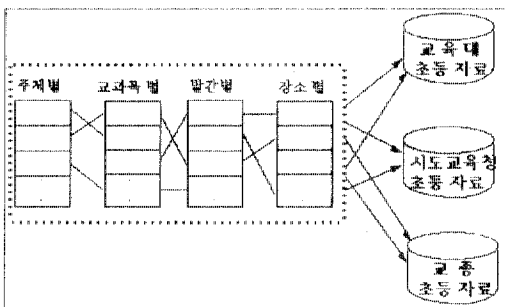 주제별 교과목별 발간별 장소별
교육대
초등 자료
시도교육청
초등 자료
교총
초등 자료